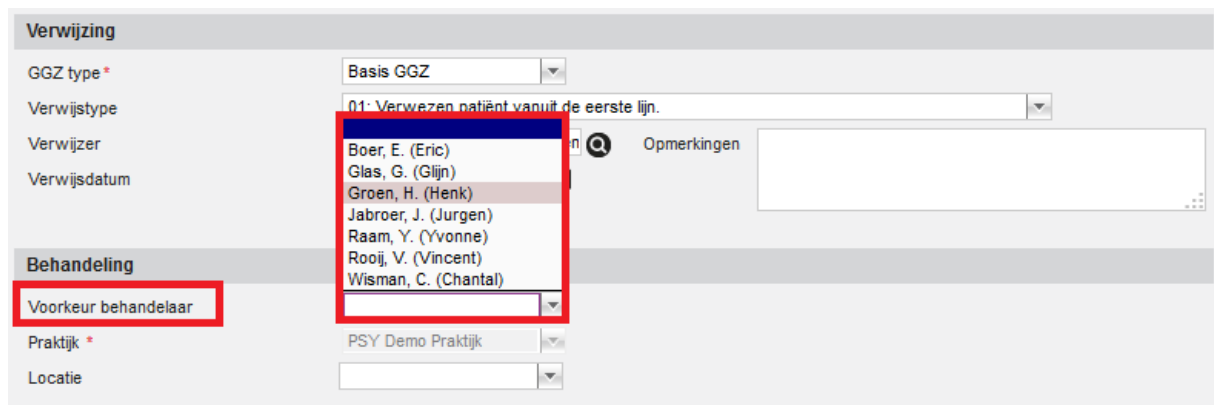 Verwijzing
GGZ type * Basis GGZ
Verwijstype 01: Verwezen patiënt vanuit de eerste lijn.
Verwijzer Opmerkingen
Verwijsdatum
Boer, E. (Eric)
Glas, G. (Glijn)
Groen, H. (Henk)
Jabroer, J. (Jurgen)
Raam, Y. (Yvonne)
Rooij, V. (Vincent)
Wisman, C. (Chantal)
Behandeling
Voorkeur behandelaar
Praktijk * PSY Demo Praktijk
Locatie